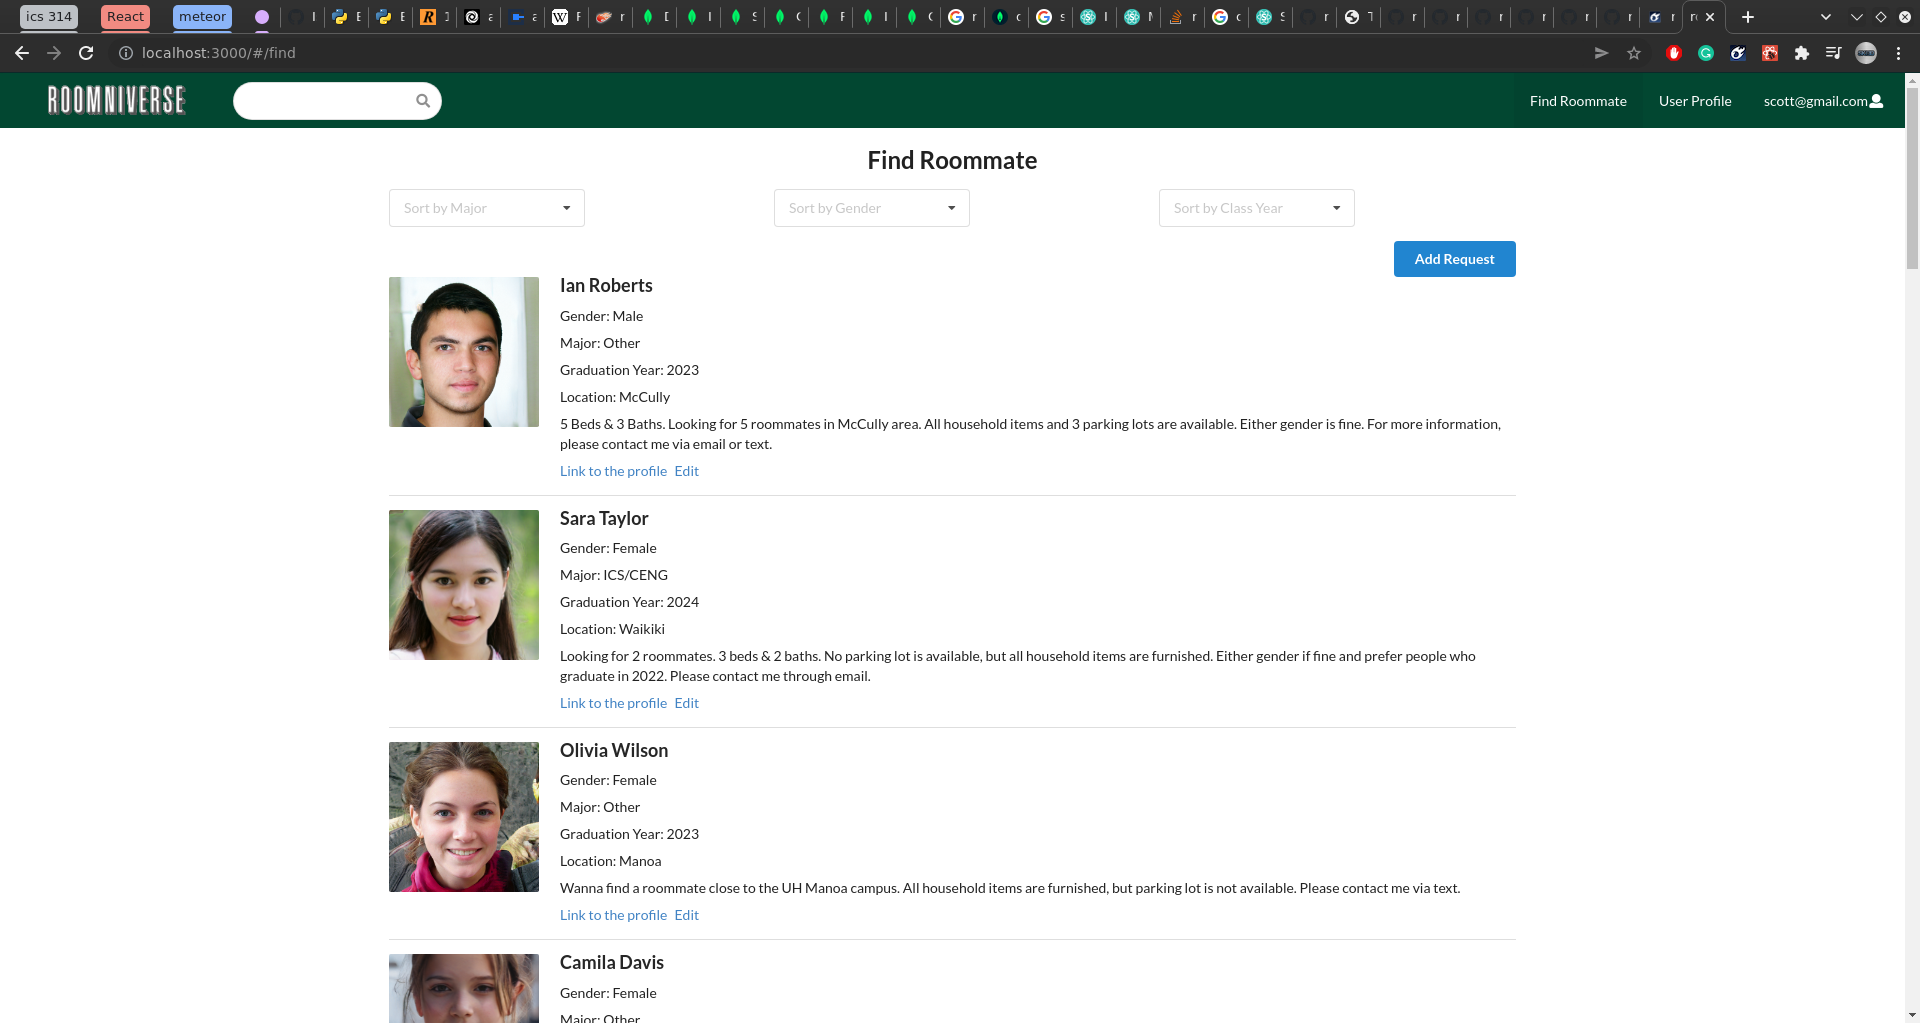 ics 314 React meteor
localhost:3000/#/find
ROOMNIVERSE Find Roommate User Profile scott@gmail.com
Find Roommate
Sort by Major Sort by Gender Sort by Class Year
Add Request
Ian Roberts
Gender: Male
Major: Other
Graduation Year: 2023
Location: McCully
5 Beds & 3 Baths. Looking for 5 roommates in McCully area. All household items and 3 parking lots are available. Either gender is fine. For more information,
please contact me via email or text.
Link to the profile Edit
Sara Taylor
Gender: Female
Major: ICS/CENG
Graduation Year: 2024
Location: Waikiki
Looking for 2 roommates. 3 beds & 2 baths. No parking lot is available, but all household items are furnished. Either gender if fine and prefer people who
graduate in 2022. Please contact me through email.
Link to the profile Edit
Olivia Wilson
Gender: Female
Major: Other
Graduation Year: 2023
Location: Manoa
Wanna find a roommate close to the UH Manoa campus. All household items are furnished, but parking lot is not available. Please contact me via text.
Link to the profile Edit
Camila Davis
Gender: Female
Major: Other